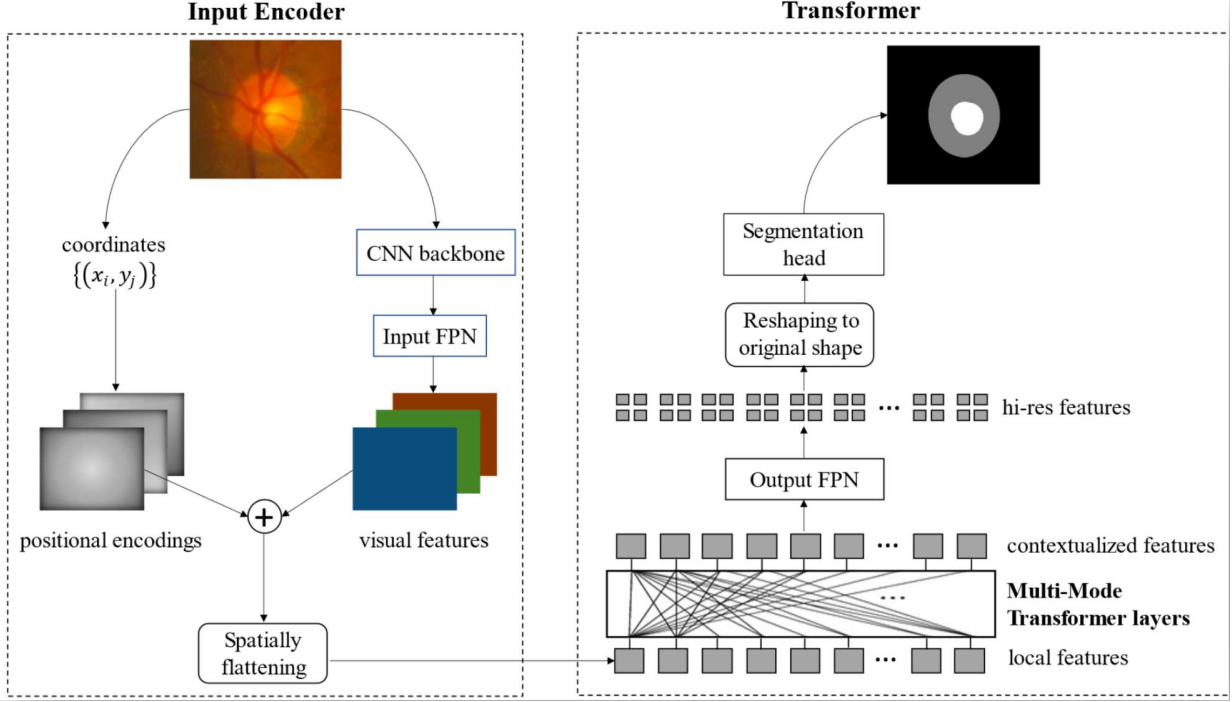 Input Encoder
coordinates
{(x_i, y_j)}
CNN backbone
Input FPN
positional encodings
visual features
+
Spatially
flattening
Transformer
Segmentation
head
Reshaping to
original shape
...
hi-res features
Output FPN
...
contextualized features
...
Multi-Mode
Transformer layers
...
local features